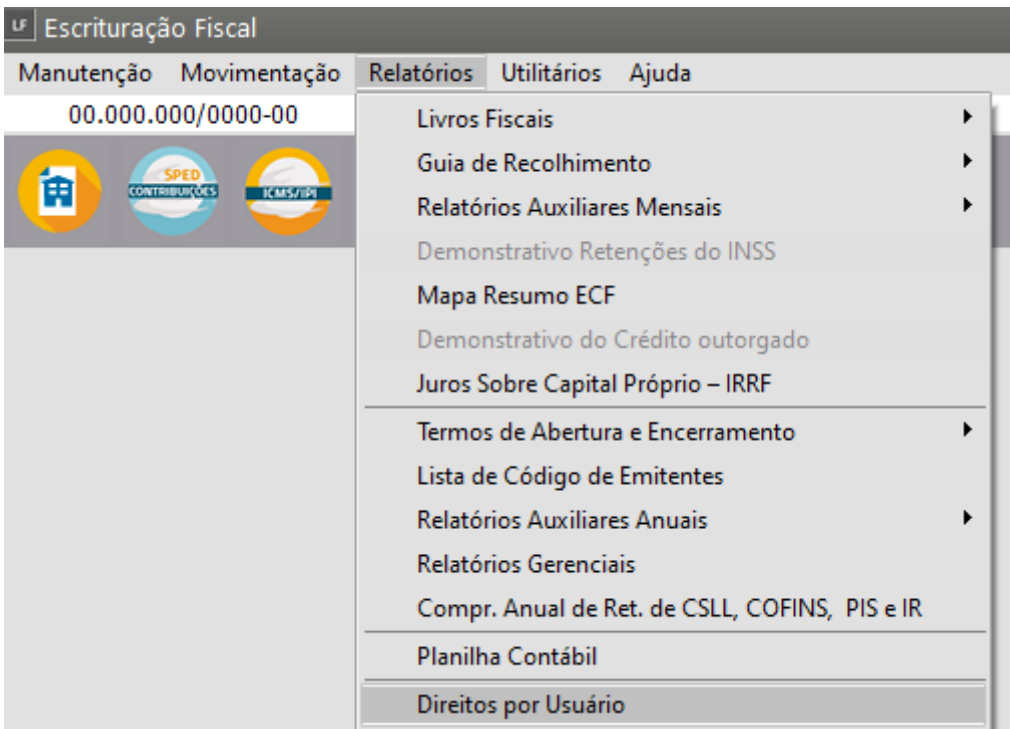 LF Escrituração Fiscal
Manutenção Movimentação Relatórios Utilitários Ajuda
00.000.000/0000-00
SPED
CONTRIBUIÇÕES
ICMS/IPI
Livros Fiscais
Guia de Recolhimento
Relatórios Auxiliares Mensais
Demonstrativo Retenções do INSS
Mapa Resumo ECF
Demonstrativo do Crédito outorgado
Juros Sobre Capital Próprio – IRRF
Termos de Abertura e Encerramento
Lista de Código de Emitentes
Relatórios Auxiliares Anuais
Relatórios Gerenciais
Compr. Anual de Ret. de CSLL, COFINS, PIS e IR
Planilha Contábil
Direitos por Usuário